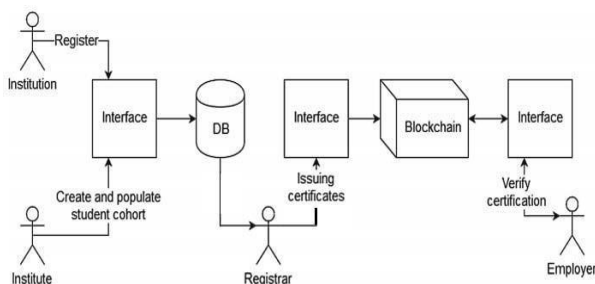 Register
Institution
Interface
DB
Interface
Blockchain
Interface
Create and populate
student cohort
Issuing
certificates
Verify
certification
Institute
Registrar
Employer